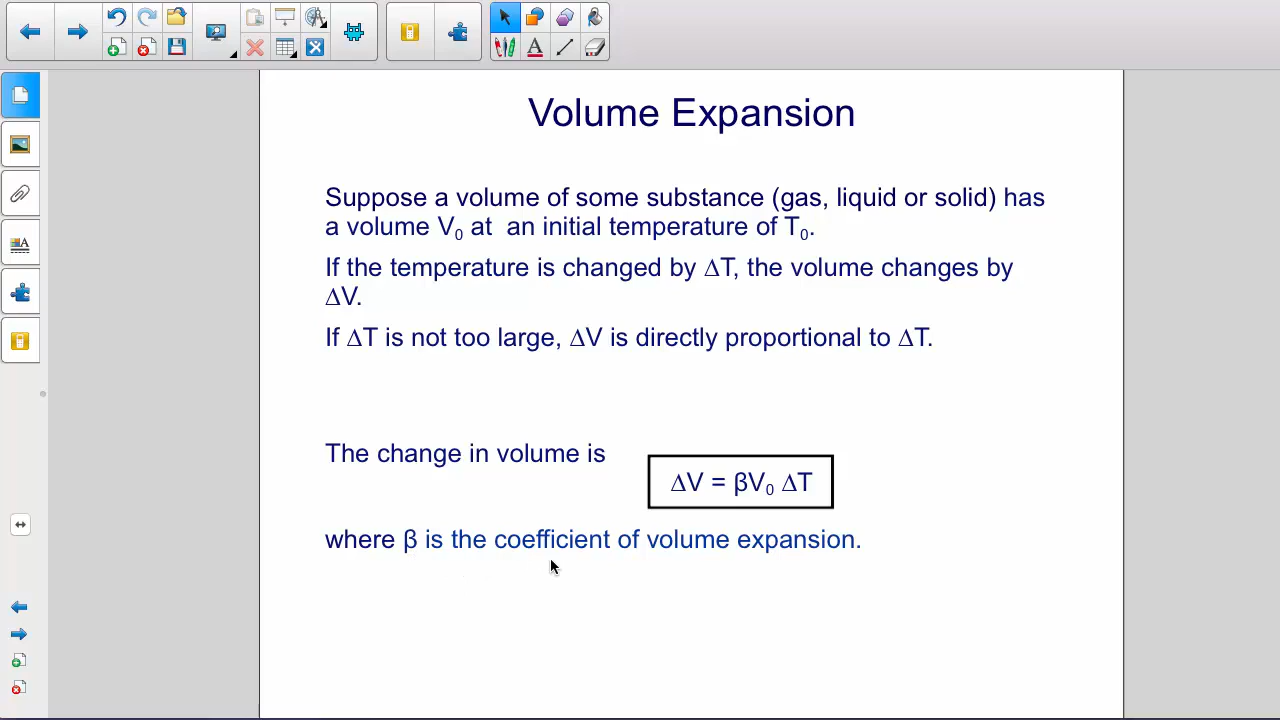 Volume Expansion
Suppose a volume of some substance (gas, liquid or solid) has
a volume V₀ at an initial temperature of T₀.
If the temperature is changed by ΔT, the volume changes by
ΔV.
If ΔT is not too large, ΔV is directly proportional to ΔT.
The change in volume is
ΔV = βV₀ ΔT
where β is the coefficient of volume expansion.